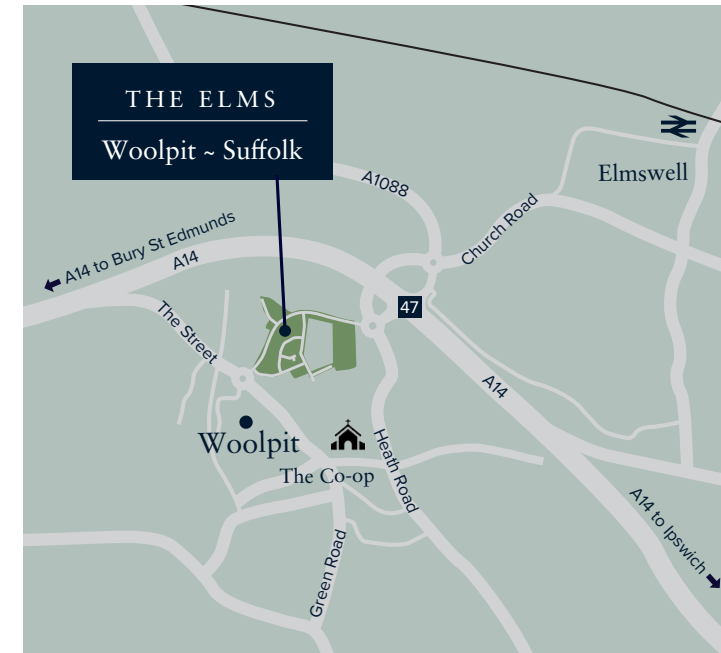 THE ELMS
Woolpit ~ Suffolk
A1088
Elmswell
Church Road
A14 to Bury St Edmunds
A14
47
The Street
A14
Woolpit
The Co-op
Heath Road
A14 to Ipswich
Green Road